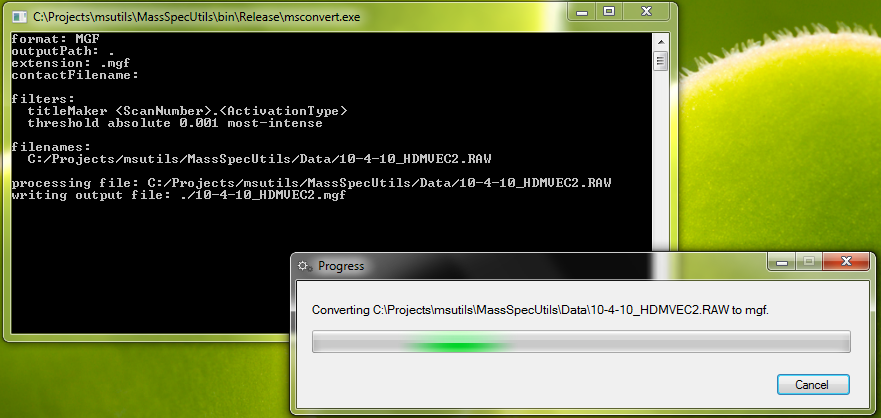 C:\Projects\msutils\MassSpecUtils\bin\Release\msconvert.exe
format: MGF
outputPath: .
extension: .mgf
contactFilename:
filters:
titleMaker <ScanNumber>.<ActivationType>
threshold absolute 0.001 most-intense
filenames:
C:/Projects/msutils/MassSpecUtils/Data/10-4-10_HDMVEC2.RAW
processing file: C:/Projects/msutils/MassSpecUtils/Data/10-4-10_HDMVEC2.RAW
writing output file: ./10-4-10_HDMVEC2.mgf
Progress
Converting C:\Projects\msutils\MassSpecUtils\Data\10-4-10_HDMVEC2.RAW to mgf.
Cancel